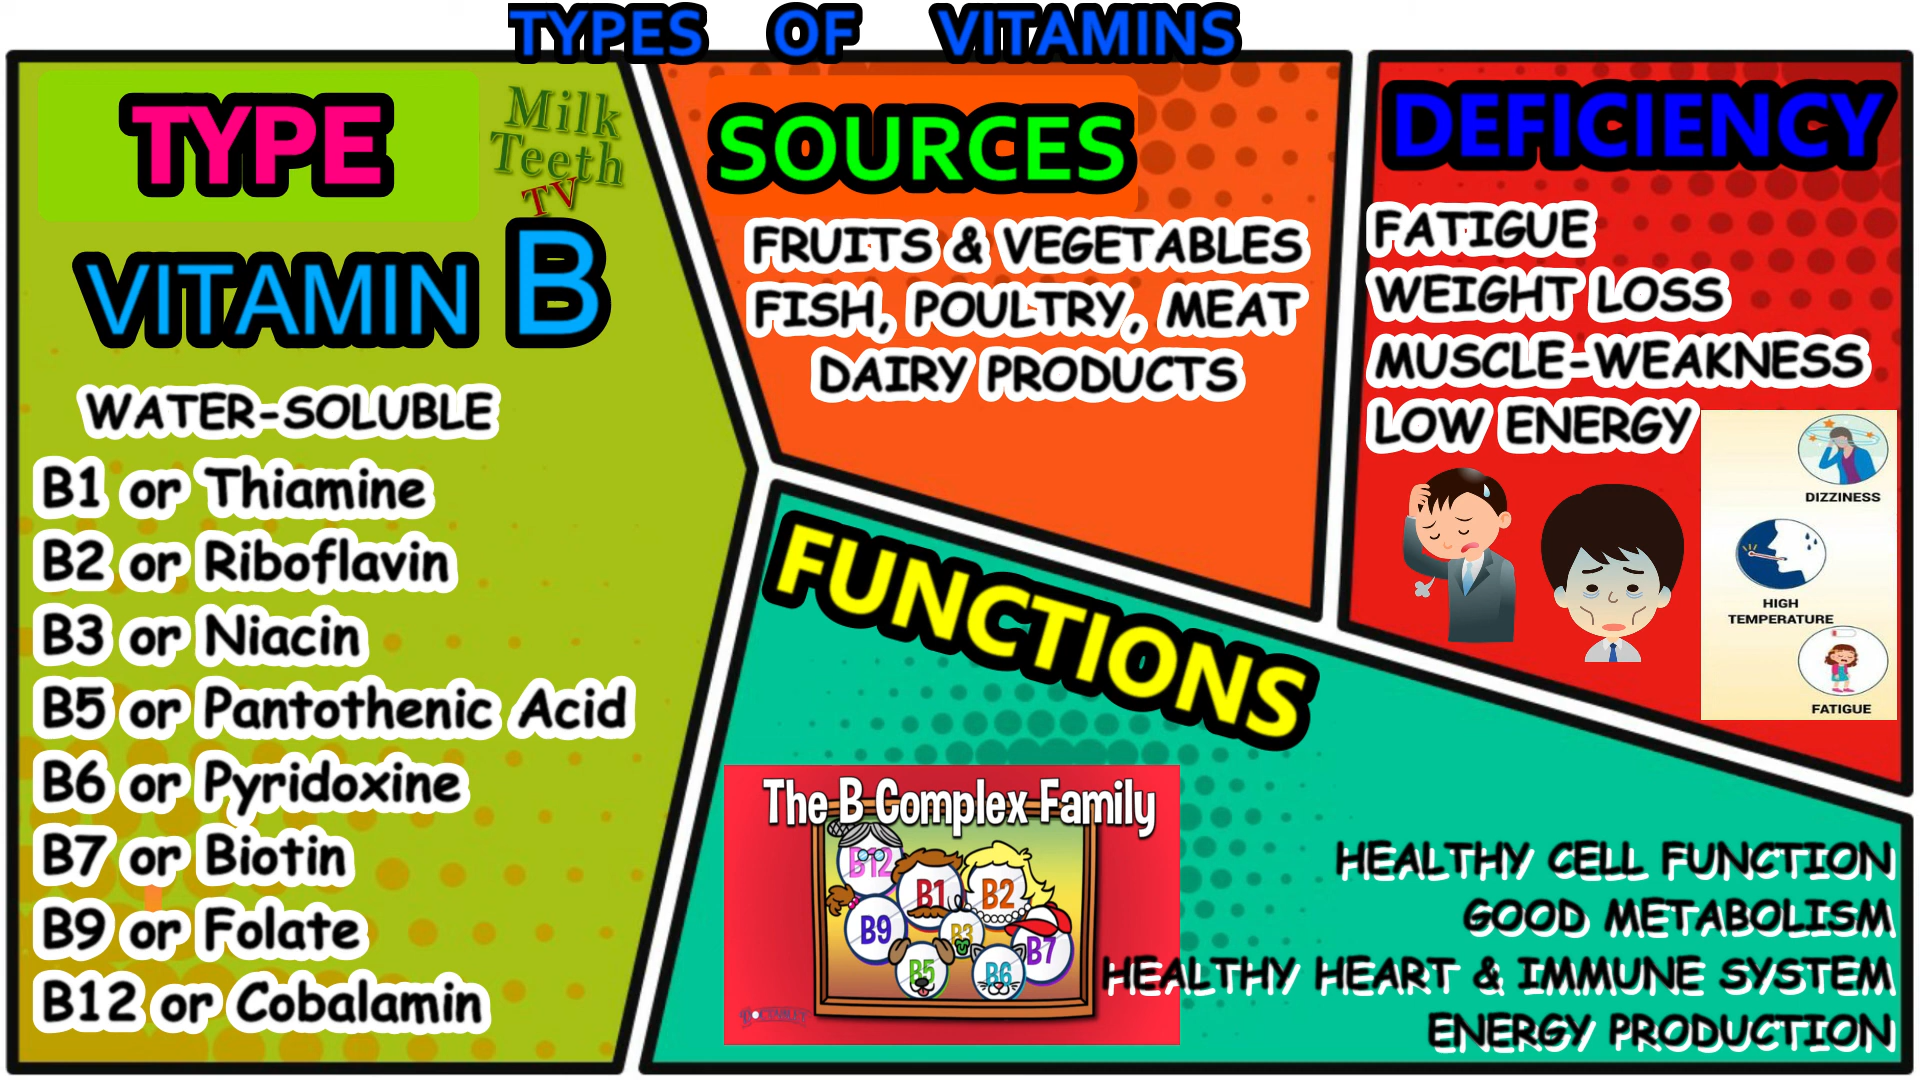 TYPES OF VITAMINS
TYPE
Milk
Teeth
TV
VITAMIN B
WATER-SOLUBLE
B1 or Thiamine
B2 or Riboflavin
B3 or Niacin
B5 or Pantothenic Acid
B6 or Pyridoxine
B7 or Biotin
B9 or Folate
B12 or Cobalamin
SOURCES
FRUITS & VEGETABLES
FISH, POULTRY, MEAT
DAIRY PRODUCTS
DEFICIENCY
FATIGUE
WEIGHT LOSS
MUSCLE-WEAKNESS
LOW ENERGY
DIZZINESS
HIGH
TEMPERATURE
FATIGUE
FUNCTIONS
The B Complex Family
B12
B1
B2
B9
B3
B7
B5
B6
HEALTHY CELL FUNCTION
GOOD METABOLISM
HEALTHY HEART & IMMUNE SYSTEM
ENERGY PRODUCTION